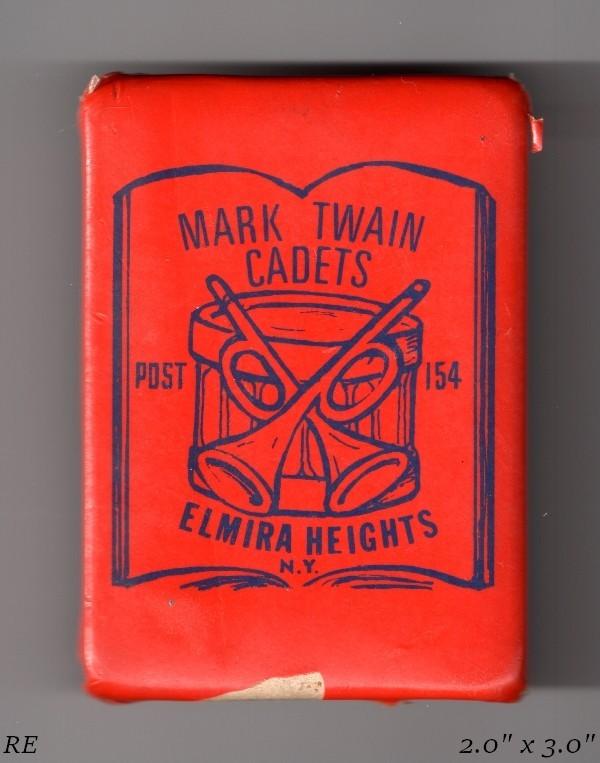 MARK TWAIN
CADETS
POST 154
ELMIRA HEIGHTS
N.Y.
RE 2.0" x 3.0"